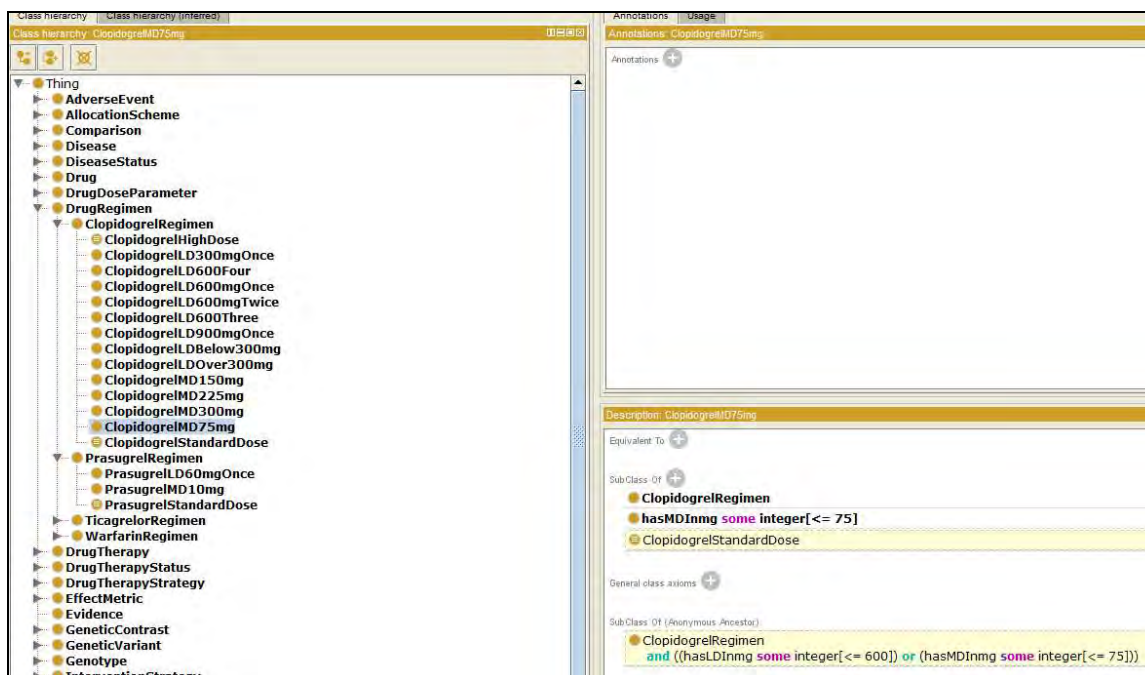 Class hierarchy Class hierarchy (inferred)
Class hierarchy: ClopidogrelMD75mg
Thing
AdverseEvent
AllocationScheme
Comparison
Disease
DiseaseStatus
Drug
DrugDoseParameter
DrugRegimen
ClopidogrelRegimen
ClopidogrelHighDose
ClopidogrelLD300mgOnce
ClopidogrelLD600Four
ClopidogrelLD600mgOnce
ClopidogrelLD600mgTwice
ClopidogrelLD600Three
ClopidogrelLD900mgOnce
ClopidogrelLDBelow300mg
ClopidogrelLDOver300mg
ClopidogrelMD150mg
ClopidogrelMD225mg
ClopidogrelMD300mg
ClopidogrelMD75mg
ClopidogrelStandardDose
PrasugrelRegimen
PrasugrelLD60mgOnce
PrasugrelMD10mg
PrasugrelStandardDose
TicagrelorRegimen
WarfarinRegimen
DrugTherapy
DrugTherapyStatus
DrugTherapyStrategy
EffectMetric
Evidence
GeneticContrast
GeneticVariant
Genotype
InterventionStrategy
Annotations Usage
Annotations: ClopidogrelMD75mg
Annotations
Description: ClopidogrelMD75mg
Equivalent To
SubClass Of
ClopidogrelRegimen
hasMDInmg some integer[<= 75]
ClopidogrelStandardDose
General class axioms
SubClass Of (Anonymous Ancestor)
ClopidogrelRegimen
and ((hasLDInmg some integer[<= 600]) or (hasMDInmg some integer[<= 75]))